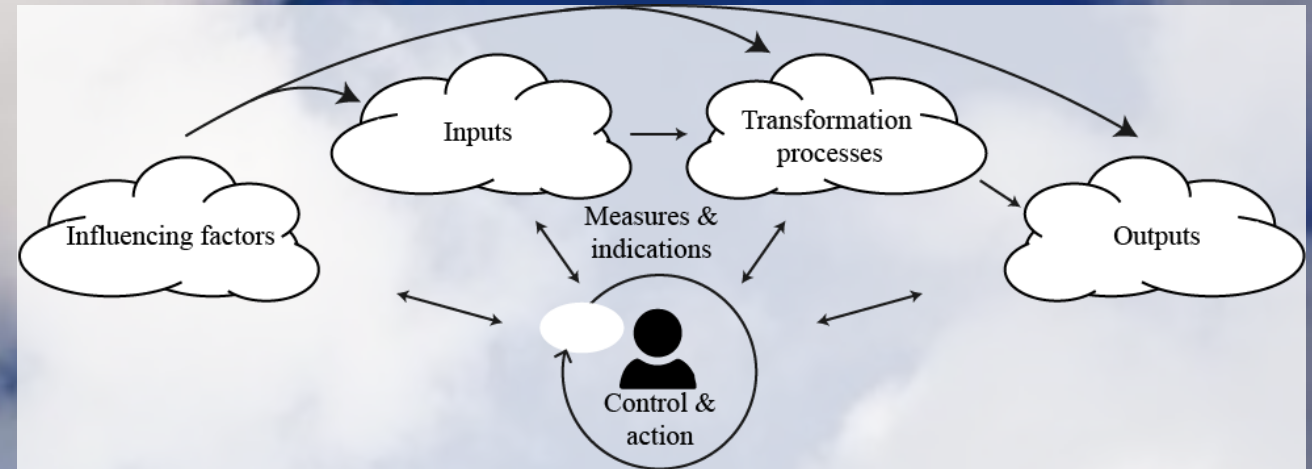 Inputs
Transformation
processes
Influencing factors
Measures &
indications
Outputs
Control &
action